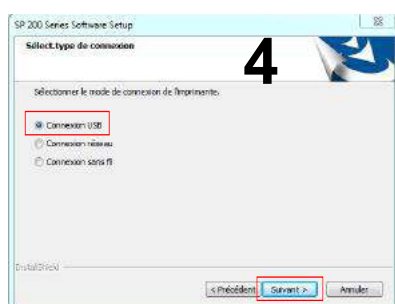 SP 200 Series Software Setup
Sélect.type de connexion
4
Sélectionner le mode de connexion de l'imprimante.
Connexion USB
Connexion réseau
Connexion sans fil
InstallShield
< Précédent
Suivant >
Annuler